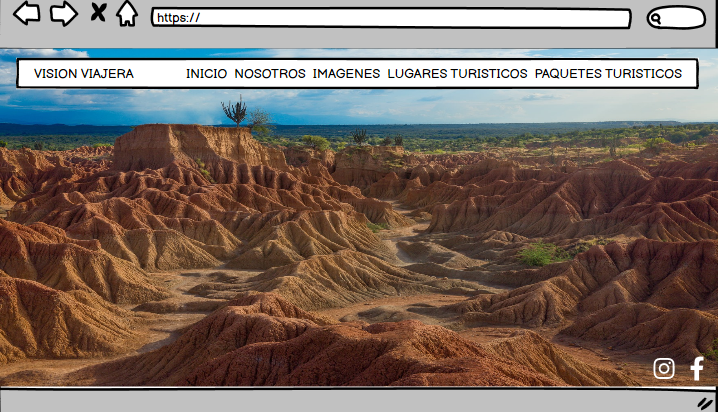 https://
VISION VIAJERA INICIO NOSOTROS IMAGENES LUGARES TURISTICOS PAQUETES TURISTICOS